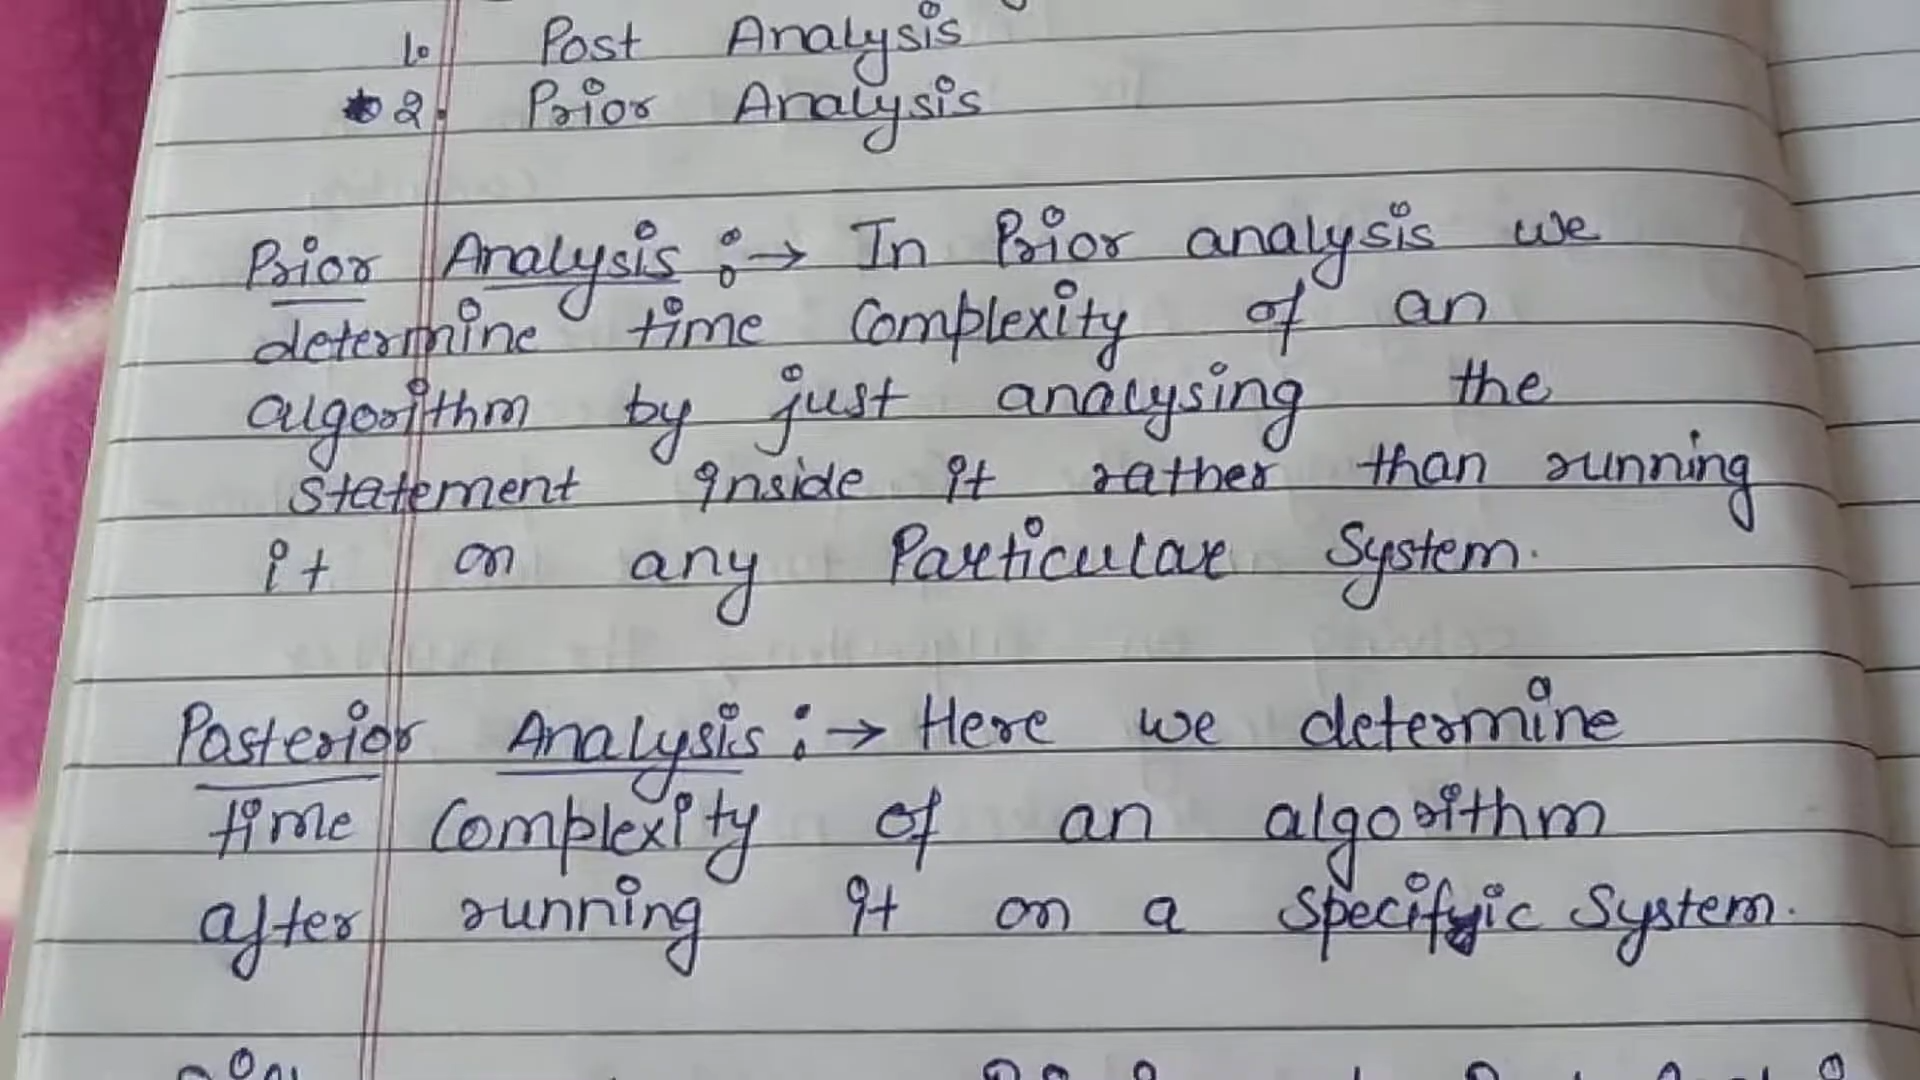 1. Post Analysis
2. Prior Analysis
Prior Analysis :→ In Prior analysis we
determine time Complexity of an
algorithm by just analysing the
statement inside it rather than running
it on any Particular System.
Posterior Analysis :→ Here we determine
time Complexity of an algorithm
after running it on a Specific System.